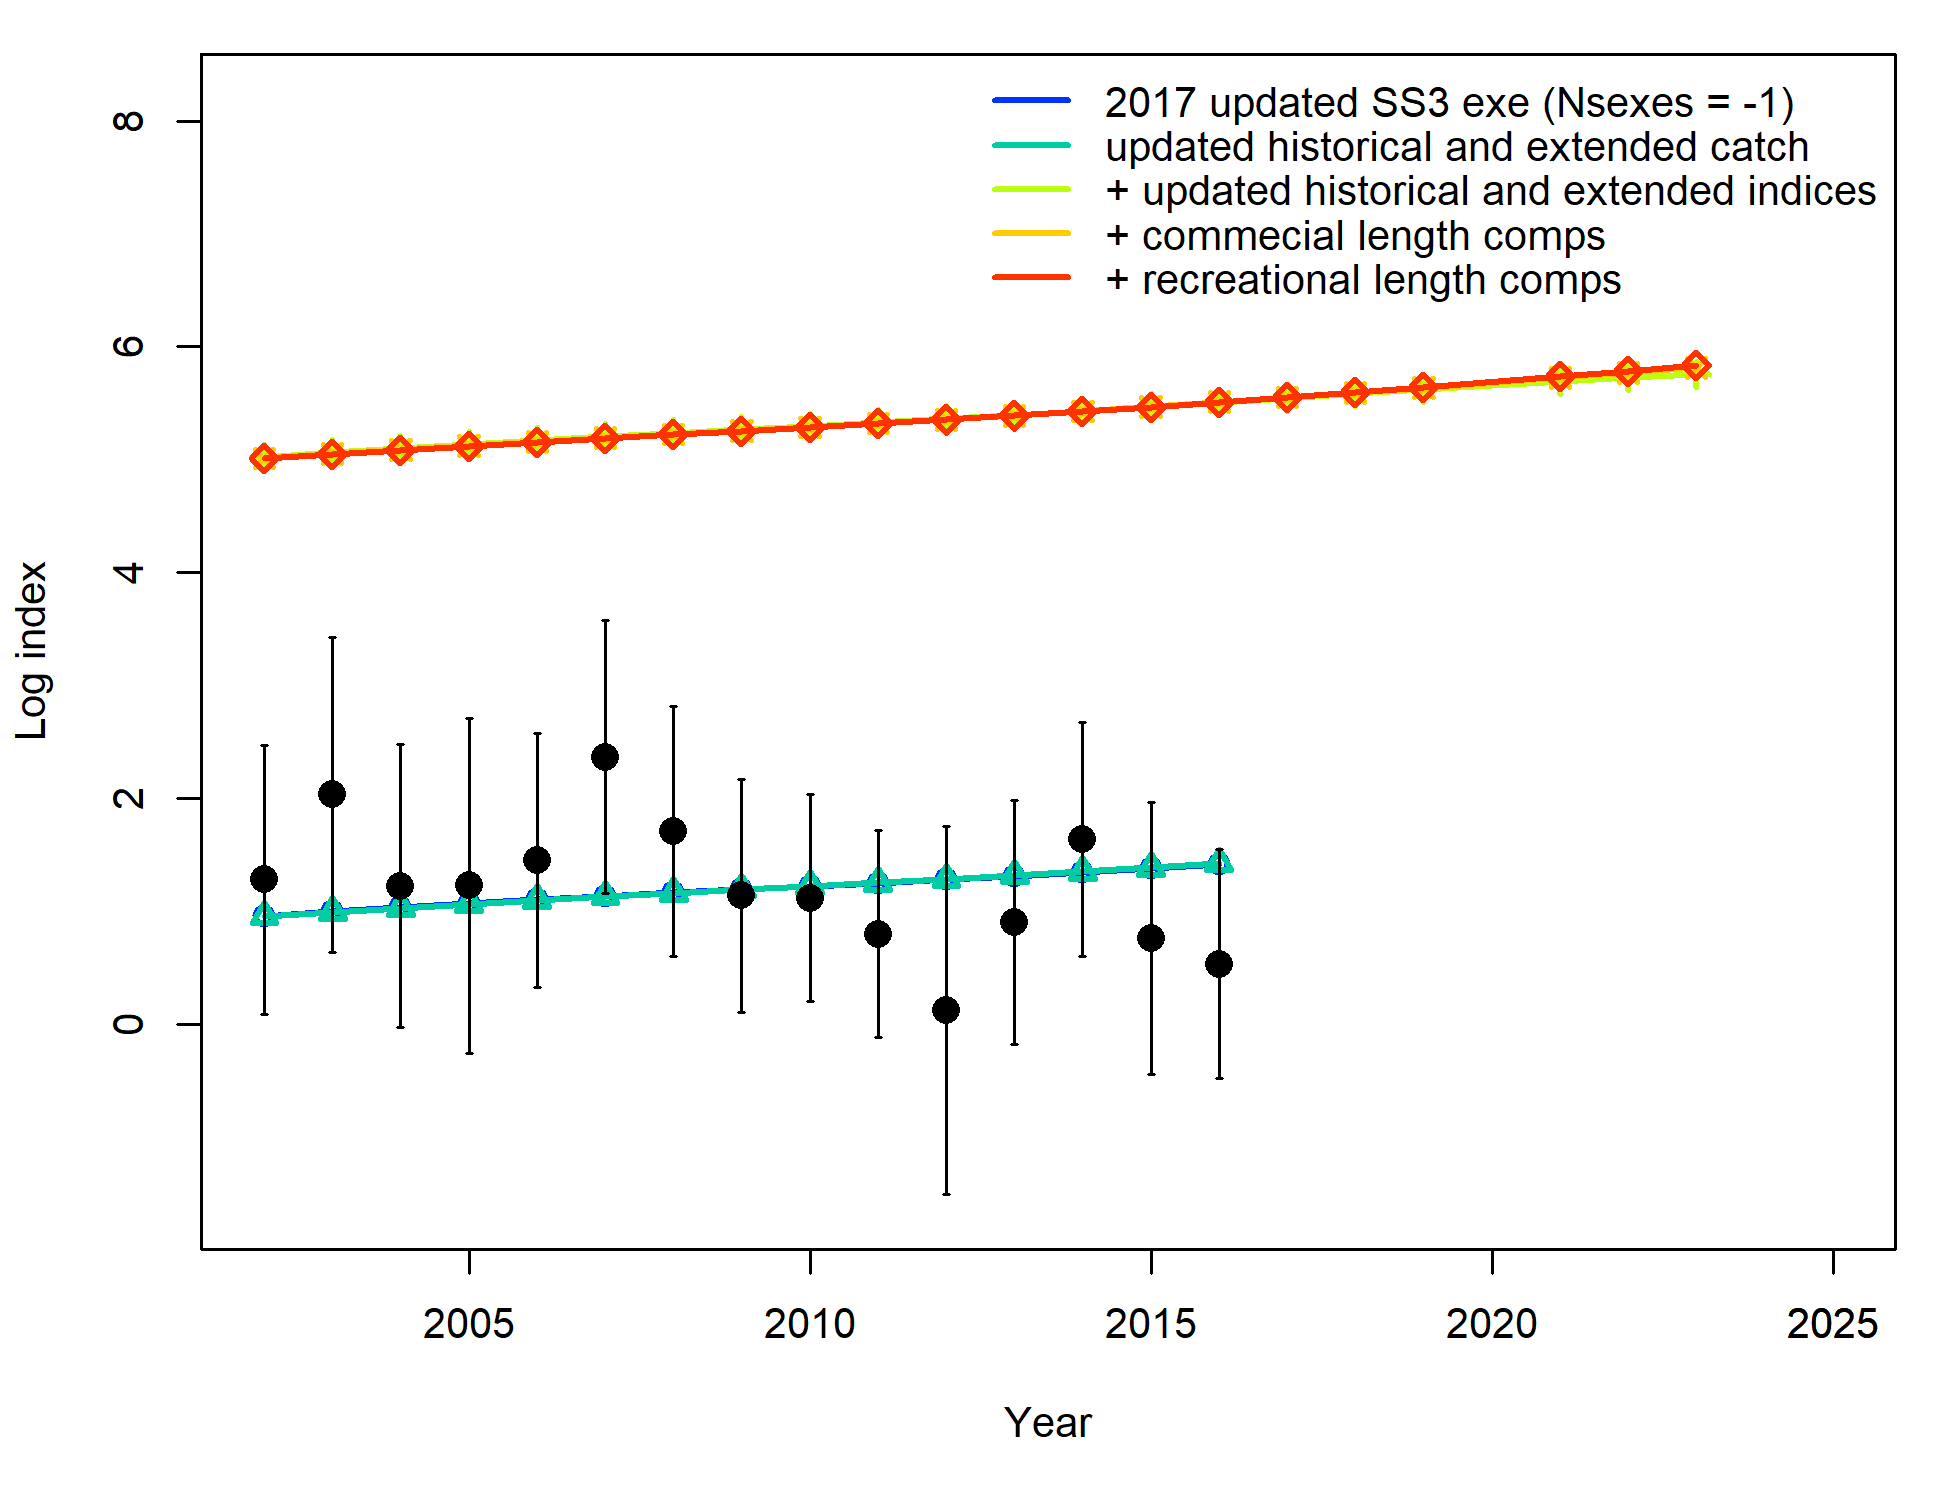 2017 updated SS3 exe (Nsexes = -1)
updated historical and extended catch
+ updated historical and extended indices
+ commecial length comps
+ recreational length comps
8
6
4
2
0
Log index
2005
2010
2015
2020
2025
Year